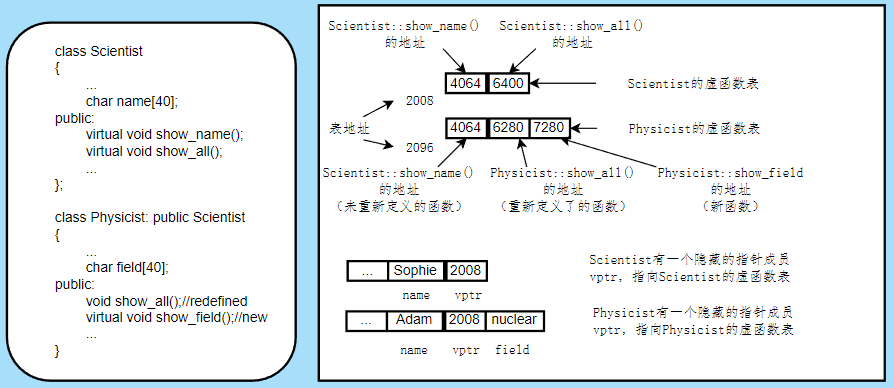 class Scientist
{
...
char name[40];
public:
virtual void show_name();
virtual void show_all();
...
};
class Physicist: public Scientist
{
...
char field[40];
public:
void show_all();//redefined
virtual void show_field();//new
...
}
Scientist::show_name()
的地址
Scientist::show_all()
的地址
4064 6400
Scientist的虚函数表
2008
表地址
4064 6280 7280
Physicist的虚函数表
2096
Scientist::show_name()
的地址
(未重新定义的函数)
Physicist::show_all()
的地址
(重新定义了的函数)
Physicist::show_field
的地址
(新函数)
... Sophie 2008
name vptr
Scientist有一个隐藏的指针成员
vptr, 指向Scientist的虚函数表
... Adam 2008 nuclear
name vptr field
Physicist有一个隐藏的指针成员
vptr, 指向Physicist的虚函数表